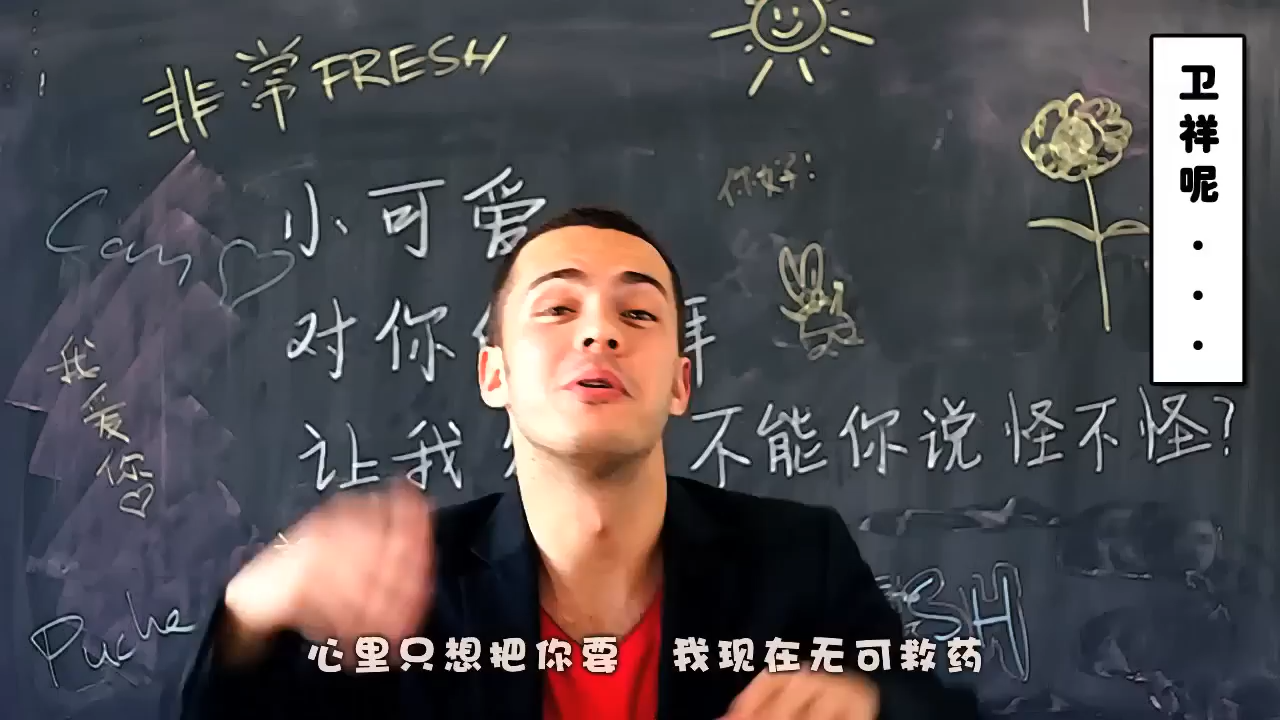 非常FRESH
卫祥呢...
你好:
Cam
小可爱
对你
我爱你
让我 不能你说怪不怪?
Puche
SH
心里只想把你要 我现在无可救药